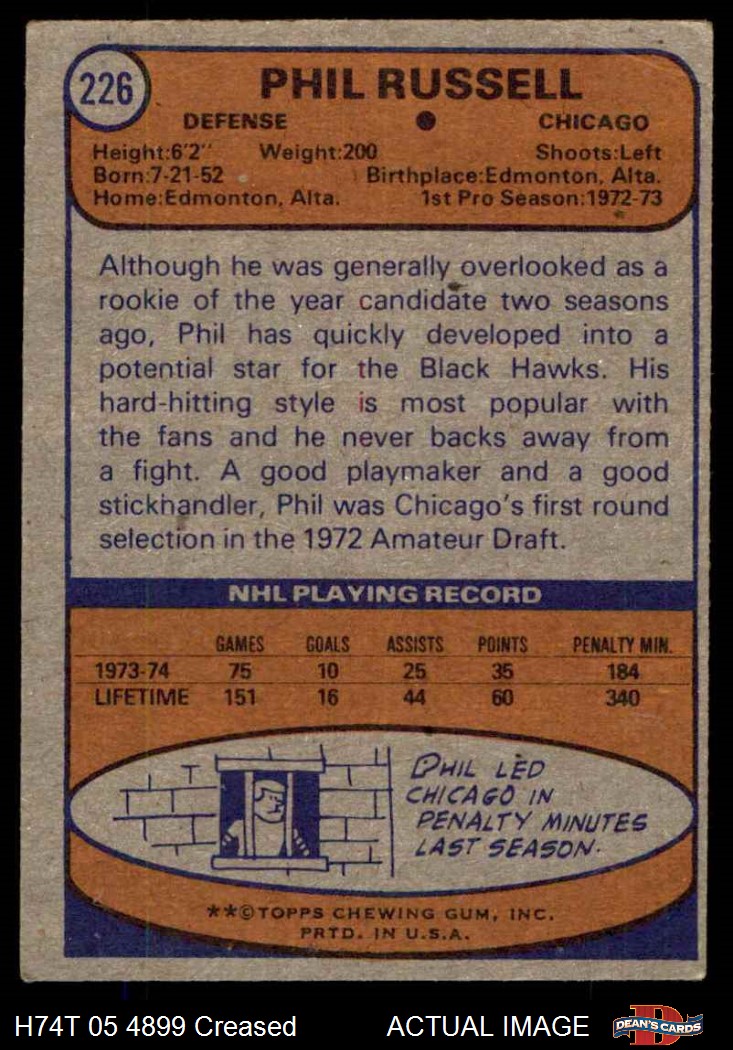 226
PHIL RUSSELL
DEFENSE ● CHICAGO
Height:6'2" Weight:200 Shoots:Left
Born:7-21-52 Birthplace:Edmonton, Alta.
Home:Edmonton, Alta. 1st Pro Season:1972-73
Although he was generally overlooked as a
rookie of the year candidate two seasons
ago, Phil has quickly developed into a
potential star for the Black Hawks. His
hard-hitting style is most popular with
the fans and he never backs away from
a fight. A good playmaker and a good
stickhandler, Phil was Chicago's first round
selection in the 1972 Amateur Draft.
NHL PLAYING RECORD
GAMES GOALS ASSISTS POINTS PENALTY MIN.
1973-74 75 10 25 35 184
LIFETIME 151 16 44 60 340
PHIL LED
CHICAGO IN
PENALTY MINUTES
LAST SEASON.
**©TOPPS CHEWING GUM, INC.
PRTD. IN U.S.A.
H74T 05 4899 Creased ACTUAL IMAGE
D
DEAN'S CARDS